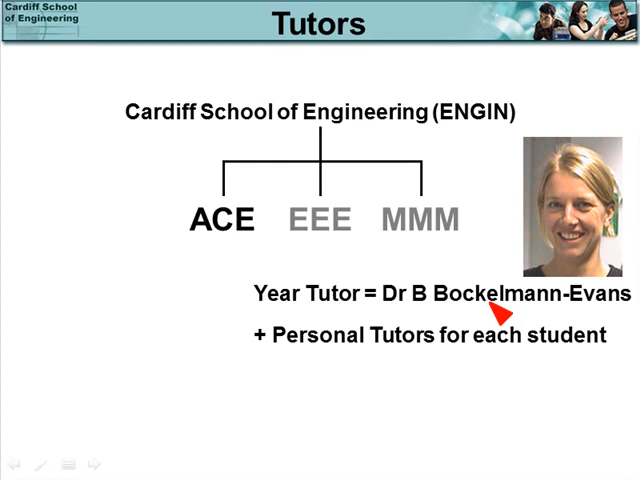 Cardiff School
of Engineering
Tutors
Cardiff School of Engineering (ENGIN)
ACE EEE MMM
Year Tutor = Dr B Bockelmann-Evans
+ Personal Tutors for each student